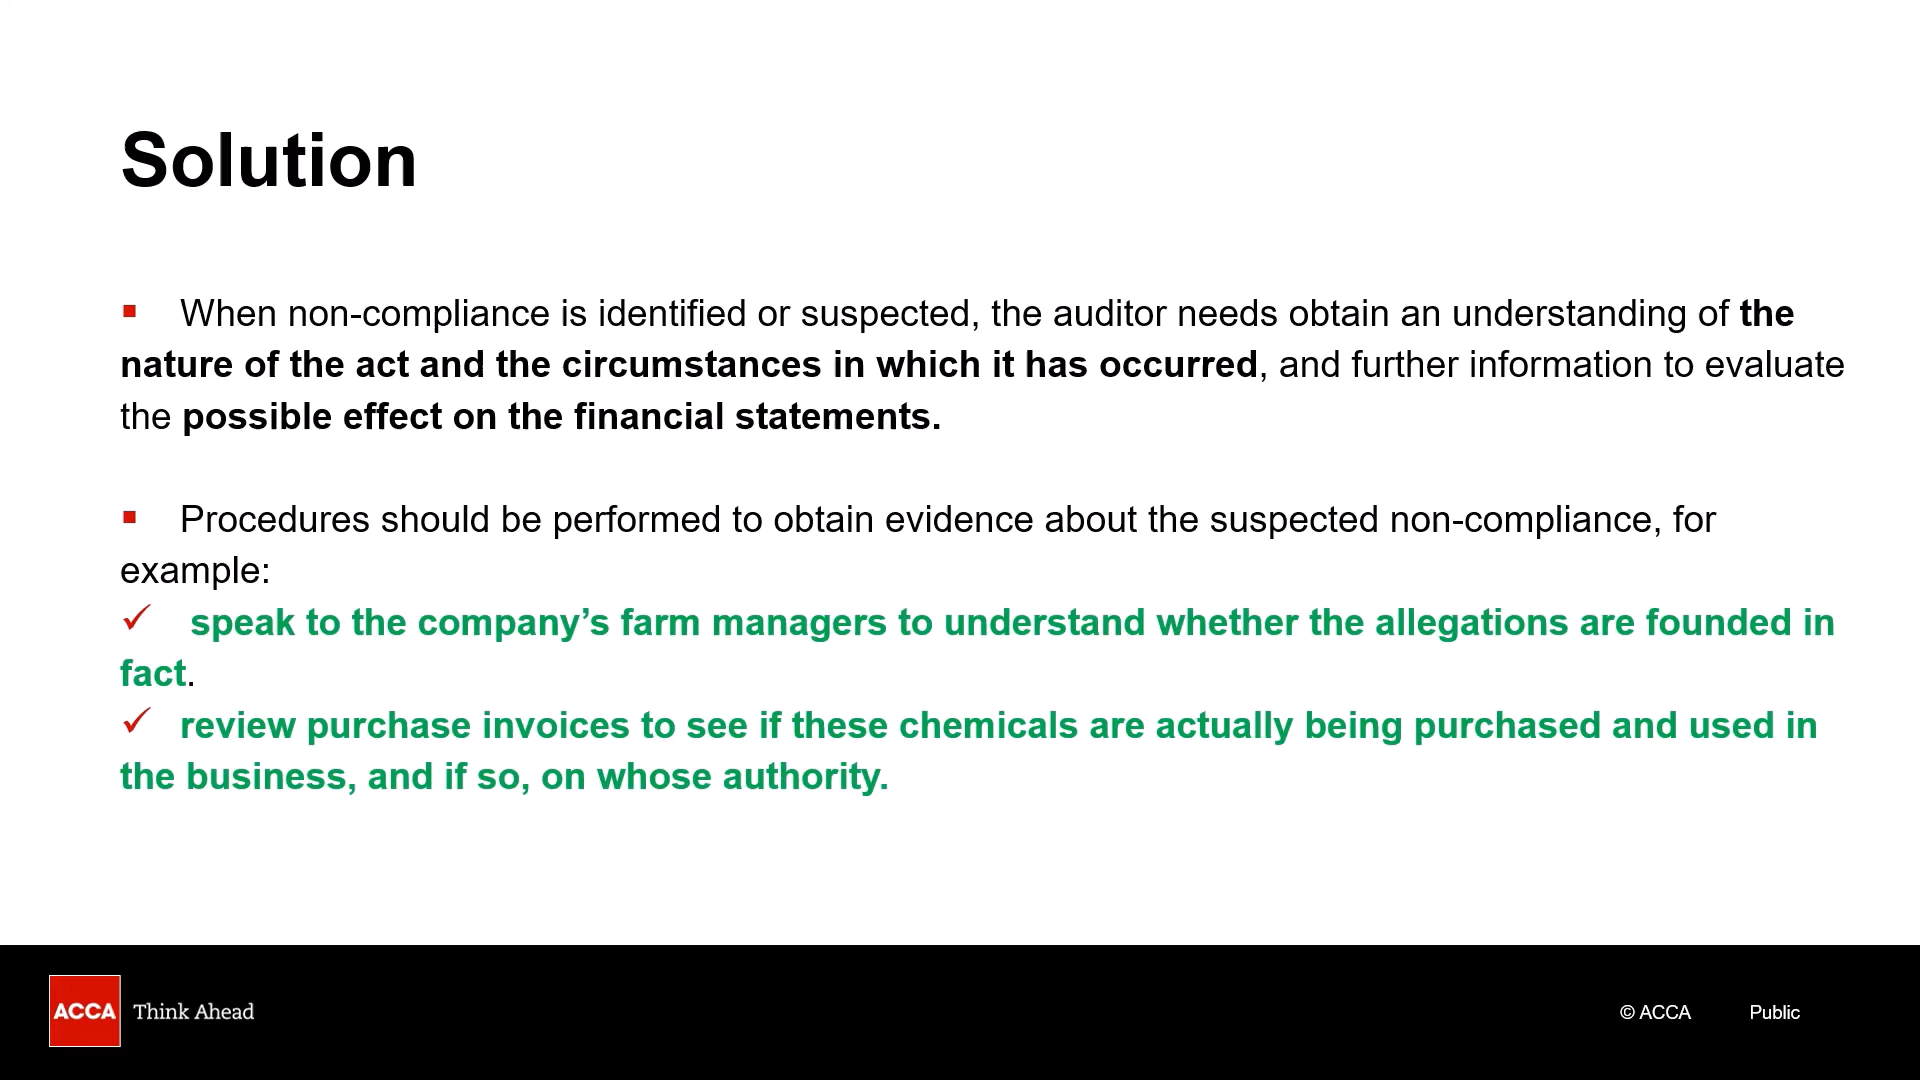 Solution
▪ When non-compliance is identified or suspected, the auditor needs obtain an understanding of the
nature of the act and the circumstances in which it has occurred, and further information to evaluate
the possible effect on the financial statements.
▪ Procedures should be performed to obtain evidence about the suspected non-compliance, for
example:
✓ speak to the company’s farm managers to understand whether the allegations are founded in
fact.
✓ review purchase invoices to see if these chemicals are actually being purchased and used in
the business, and if so, on whose authority.
ACCA Think Ahead
© ACCA Public